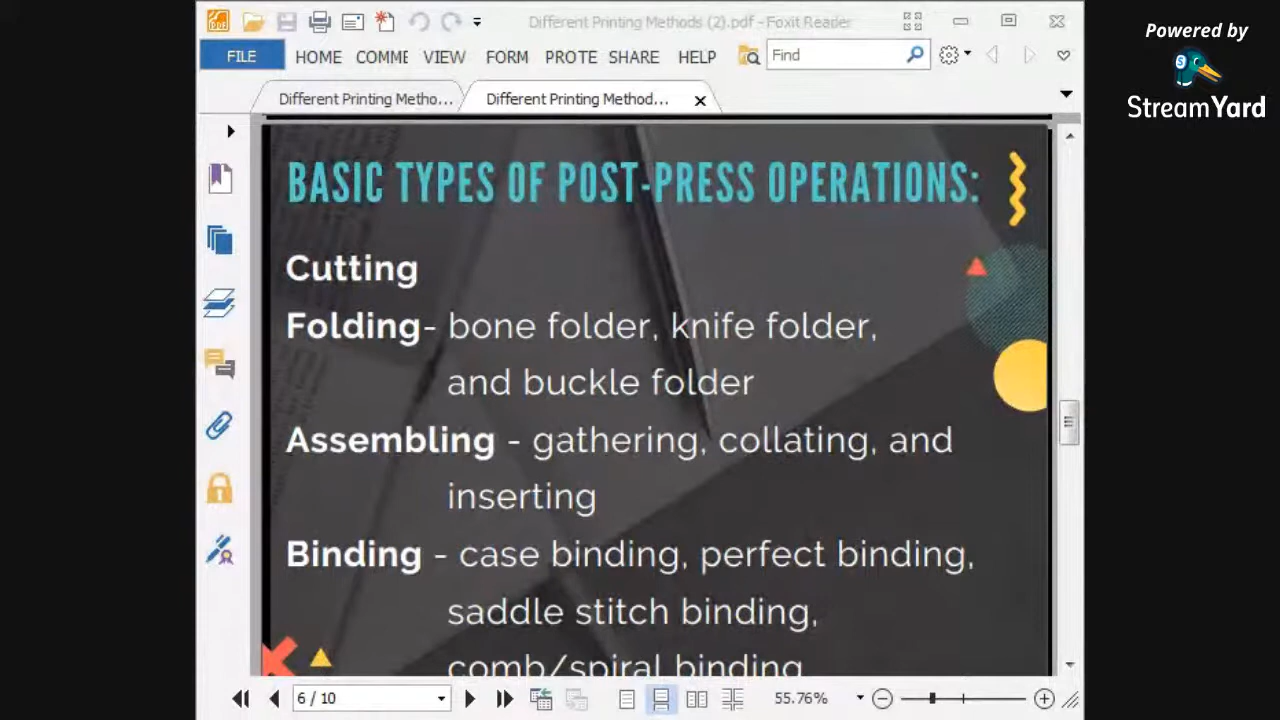 Different Printing Methods (2).pdf - Foxit Reader
Powered by
StreamYard
FILE HOME COMME VIEW FORM PROTE SHARE HELP Find
Different Printing Metho... Different Printing Method...
BASIC TYPES OF POST-PRESS OPERATIONS:
Cutting
Folding- bone folder, knife folder,
and buckle folder
Assembling - gathering, collating, and
inserting
Binding - case binding, perfect binding,
saddle stitch binding,
comb/spiral binding
6 / 10 55.76%